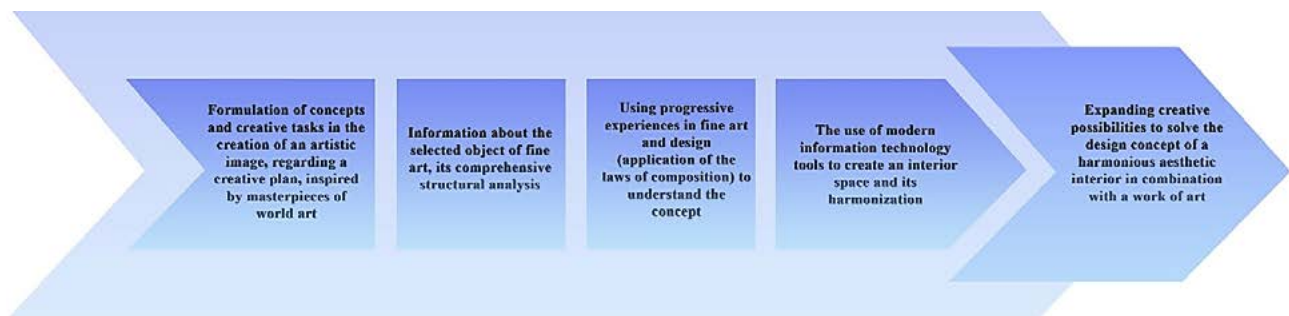 Formulation of concepts
and creative tasks in the
creation of an artistic
image, regarding a
creative plan, inspired
by masterpieces of
world art
Information about the
selected object of fine
art, its comprehensive
structural analysis
Using progressive
experiences in fine art
and design
(application of the
laws of composition) to
understand the
concept
The use of modern
information technology
tools to create an interior
space and its
harmonization
Expanding creative
possibilities to solve the
design concept of a
harmonious aesthetic
interior in combination
with a work of art